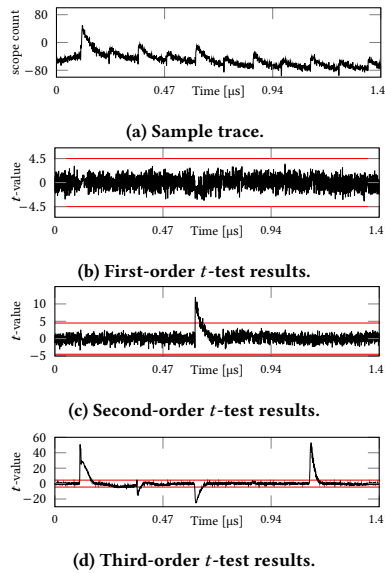 80
0
−80
scope count
0 0.47 0.94 1.4
Time [µs]
(a) Sample trace.
4.5
0
−4.5
t-value
0 0.47 0.94 1.4
Time [µs]
(b) First-order t-test results.
10
5
0
−5
t-value
0 0.47 0.94 1.4
Time [µs]
(c) Second-order t-test results.
60
40
20
0
−20
t-value
0 0.47 0.94 1.4
Time [µs]
(d) Third-order t-test results.